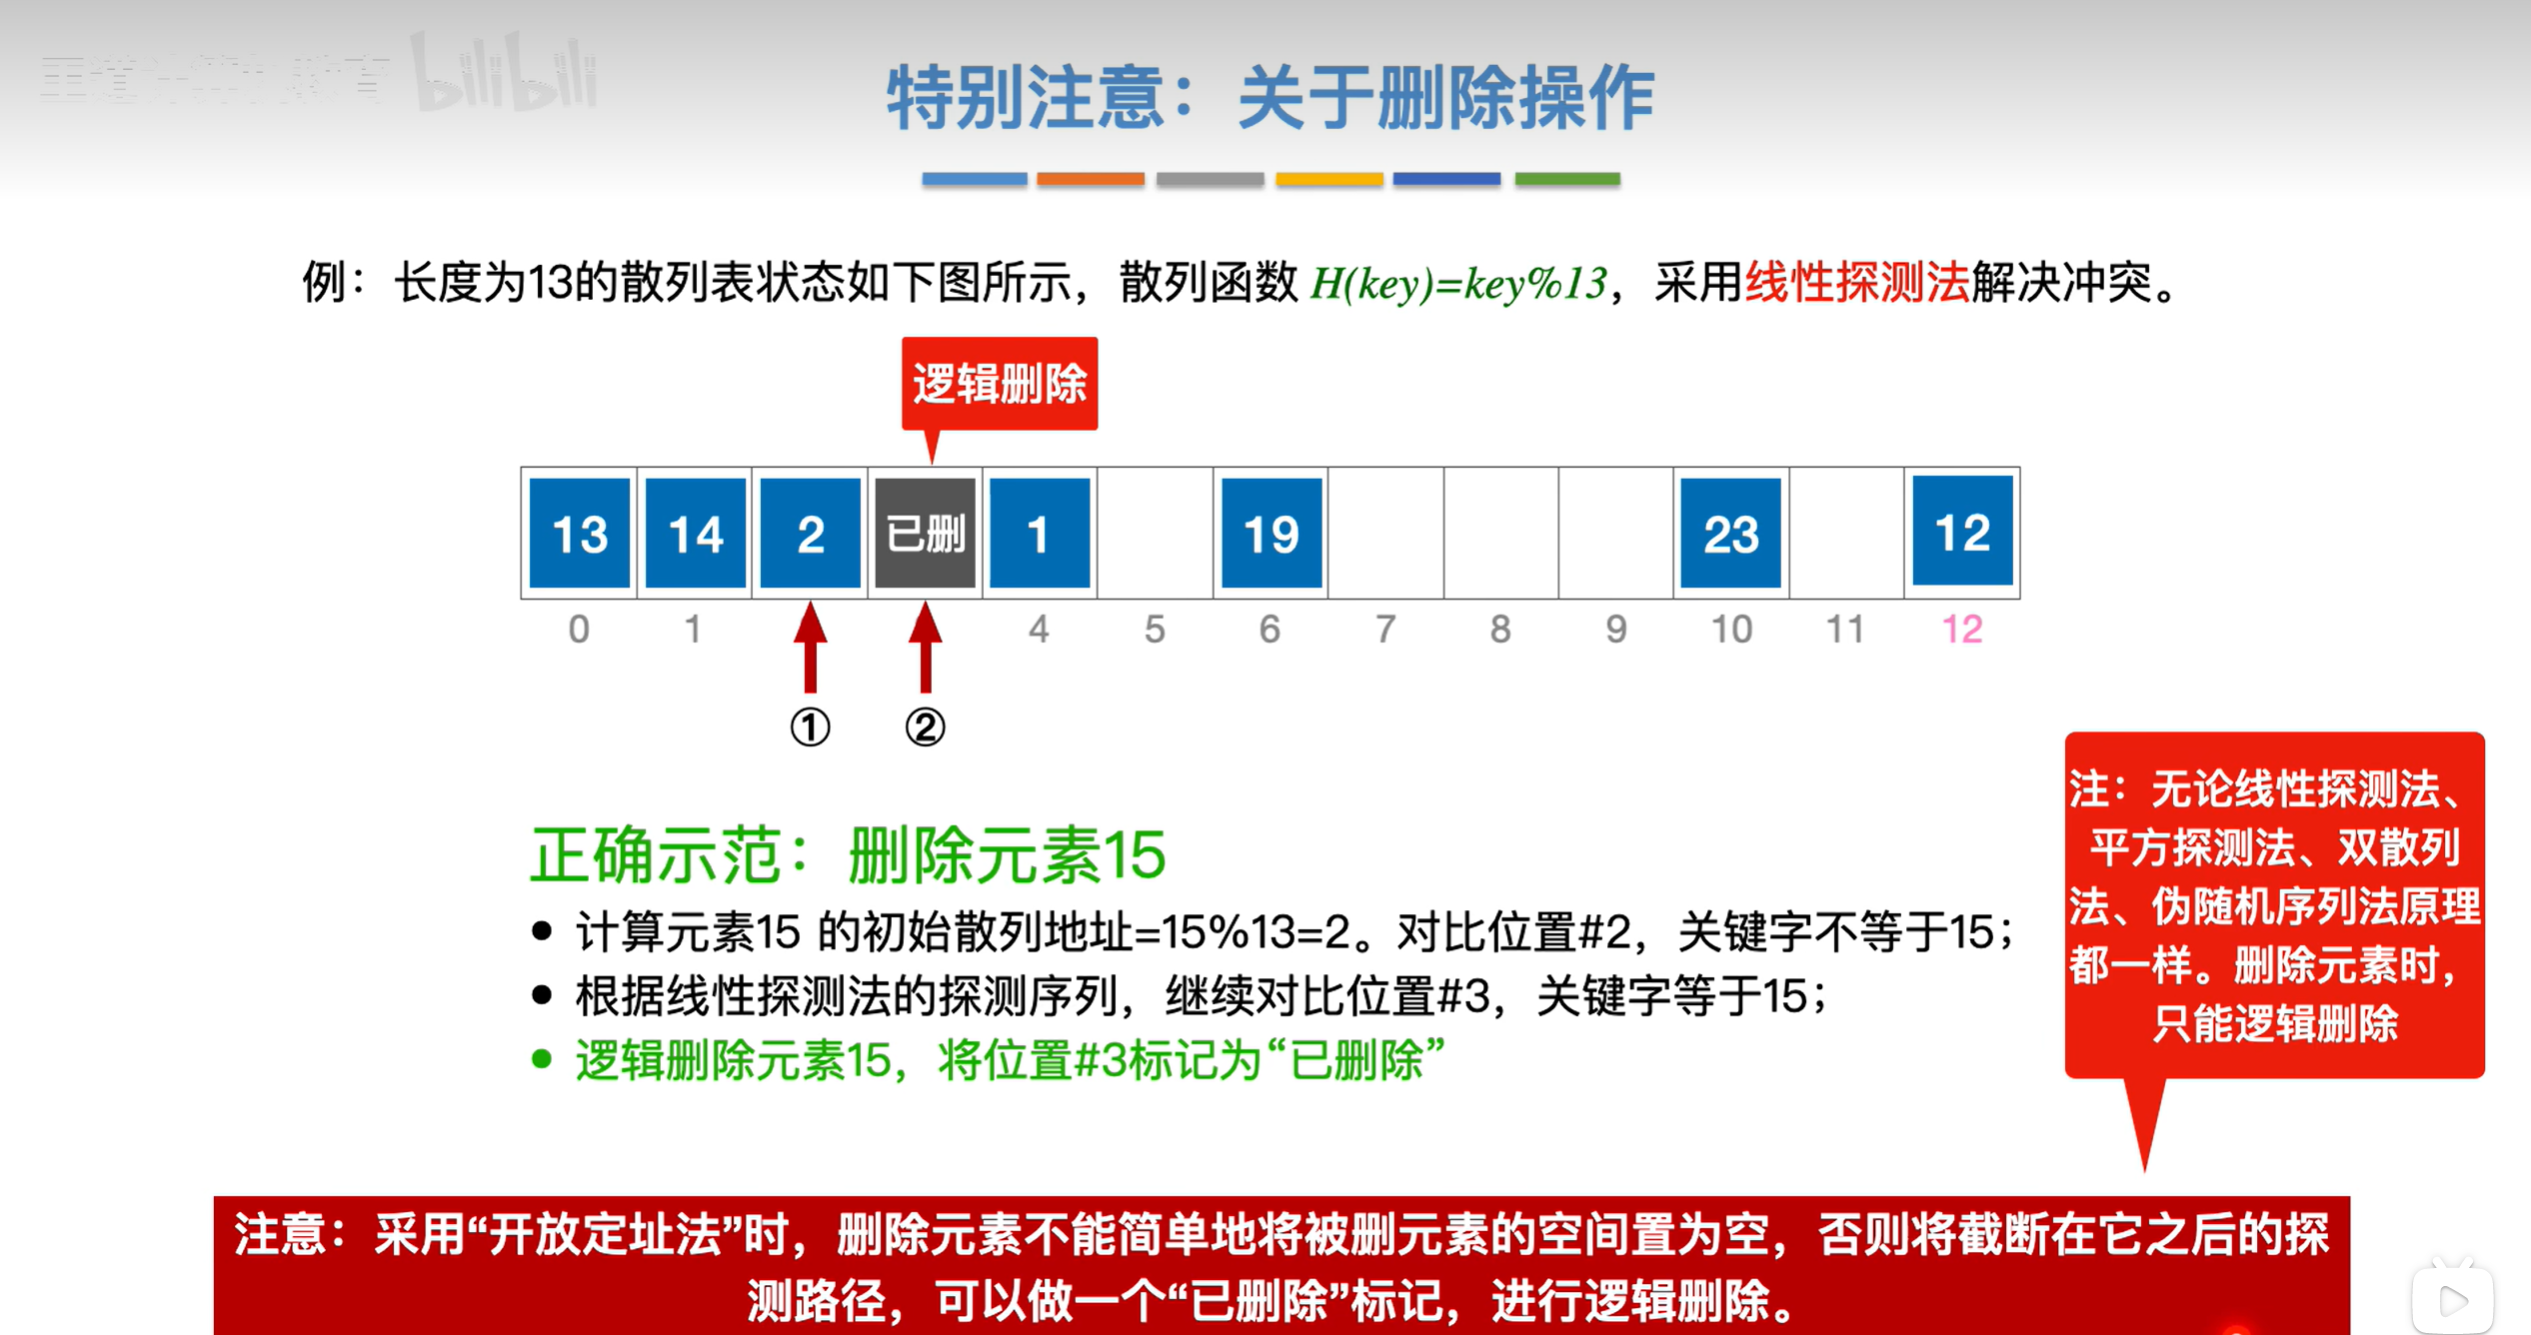 王道计算机教育 bilibili
特别注意：关于删除操作
例：长度为13的散列表状态如下图所示，散列函数 H(key)=key%13，采用线性探测法解决冲突。
逻辑删除
13 14 2 已删 1 19 23 12
0 1 4 5 6 7 8 9 10 11 12
① ②
正确示范：删除元素15
• 计算元素15 的初始散列地址=15%13=2。对比位置#2，关键字不等于15；
• 根据线性探测法的探测序列，继续对比位置#3，关键字等于15；
• 逻辑删除元素15，将位置#3标记为“已删除”
注：无论线性探测法、
平方探测法、双散列
法、伪随机序列法原理
都一样。删除元素时，
只能逻辑删除
注意：采用“开放定址法”时，删除元素不能简单地将被删元素的空间置为空，否则将截断在它之后的探
测路径，可以做一个“已删除”标记，进行逻辑删除。